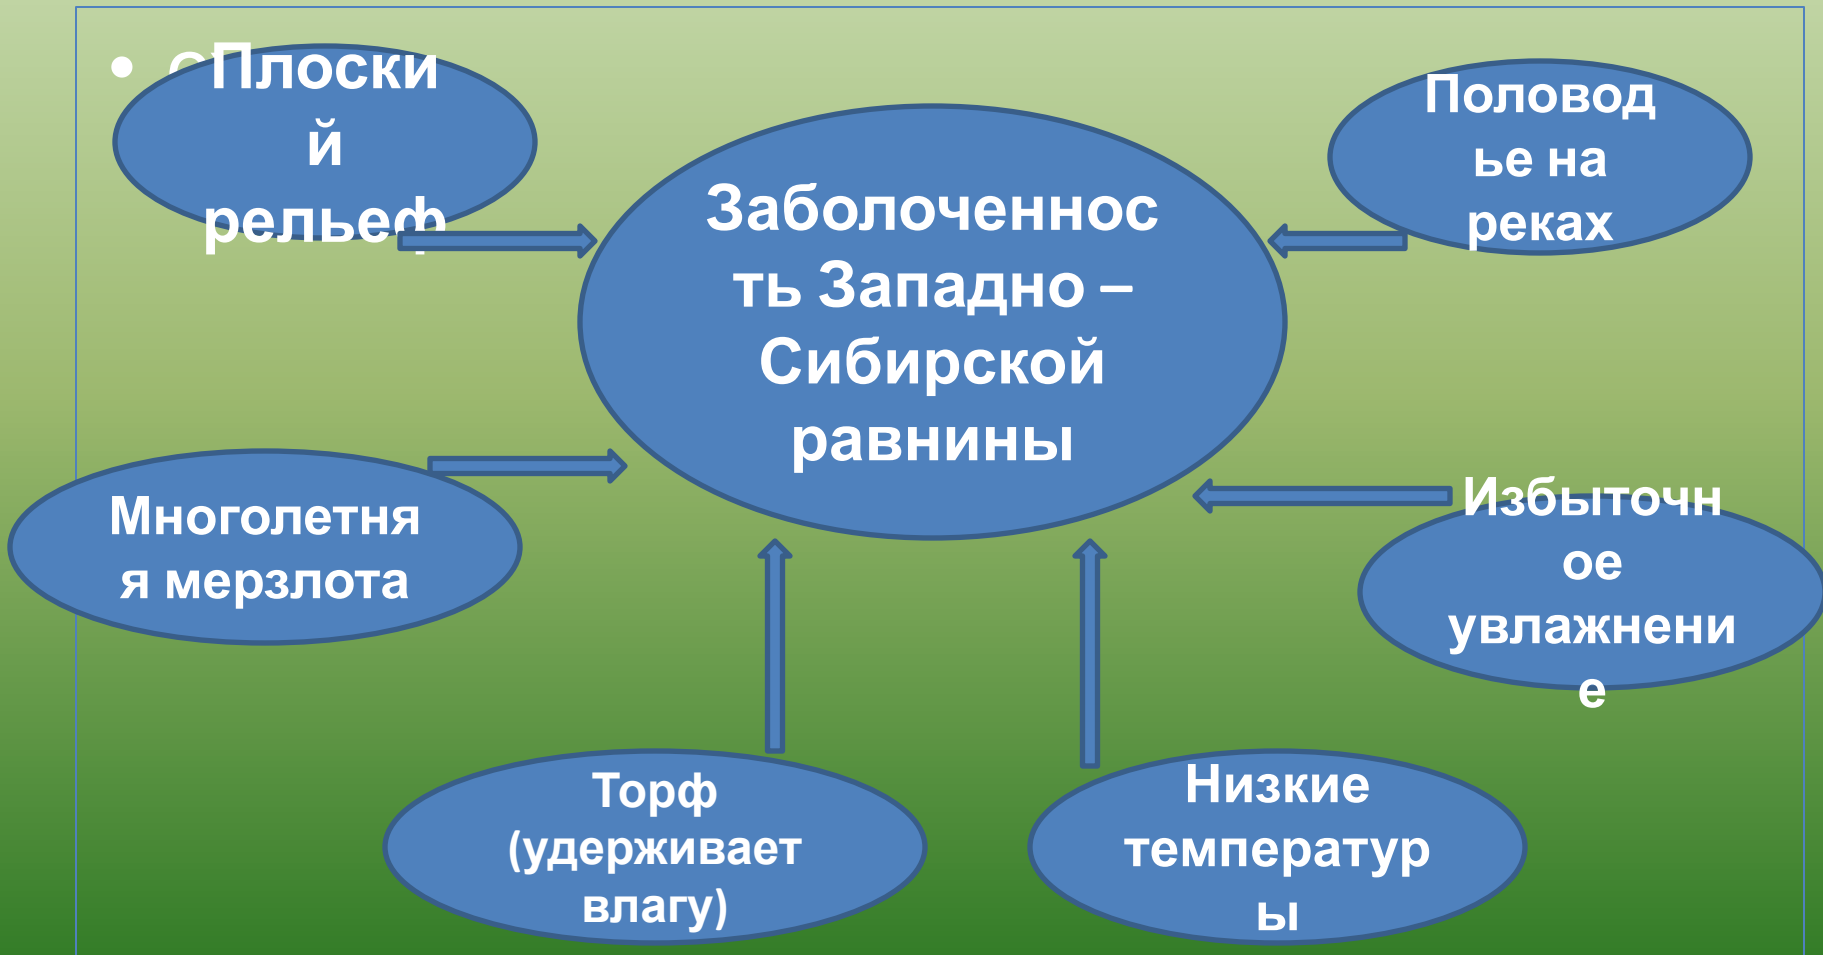 Плоски
й
рельеф
Половод
ье на
реках
Заболоченнос
ть Западно –
Сибирской
равнины
Многолетня
я мерзлота
Избыточн
ое
увлажнени
е
Торф
(удерживает
влагу)
Низкие
температур
ы